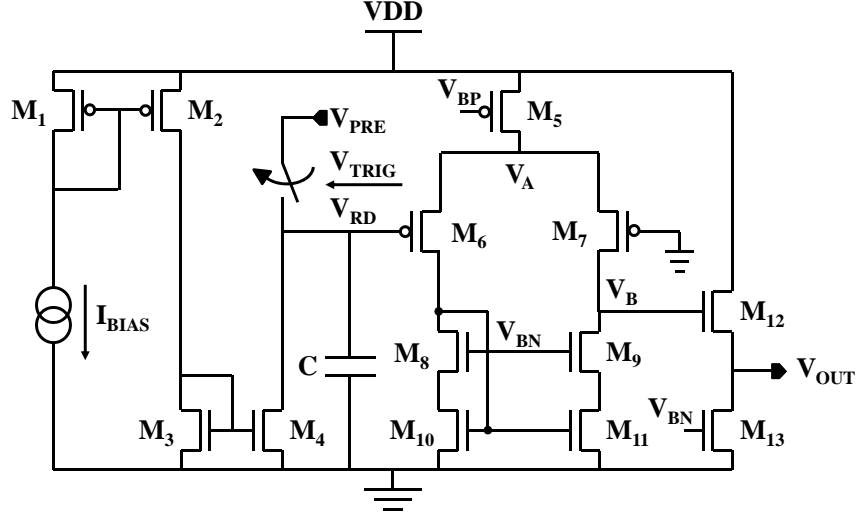 VDD
M1
M2
VBP
M5
VPRE
VTRIG
VA
VRD
M6
M7
VB
IBIAS
M12
VBN
M8
M9
C
VOUT
M3
M4
M10
M11
VBN
M13